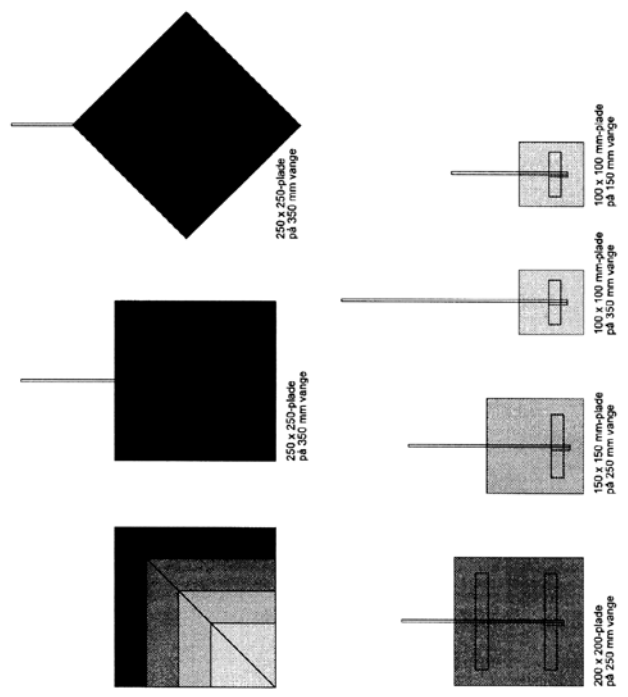 250 x 250-plade
på 350 mm vange
250 x 250-plade
på 350 mm vange
200 x 200-plade
på 250 mm vange
150 x 150 mm-plade
på 250 mm vange
100 x 100 mm-plade
på 350 mm vange
100 x 100 mm-plade
på 150 mm vange